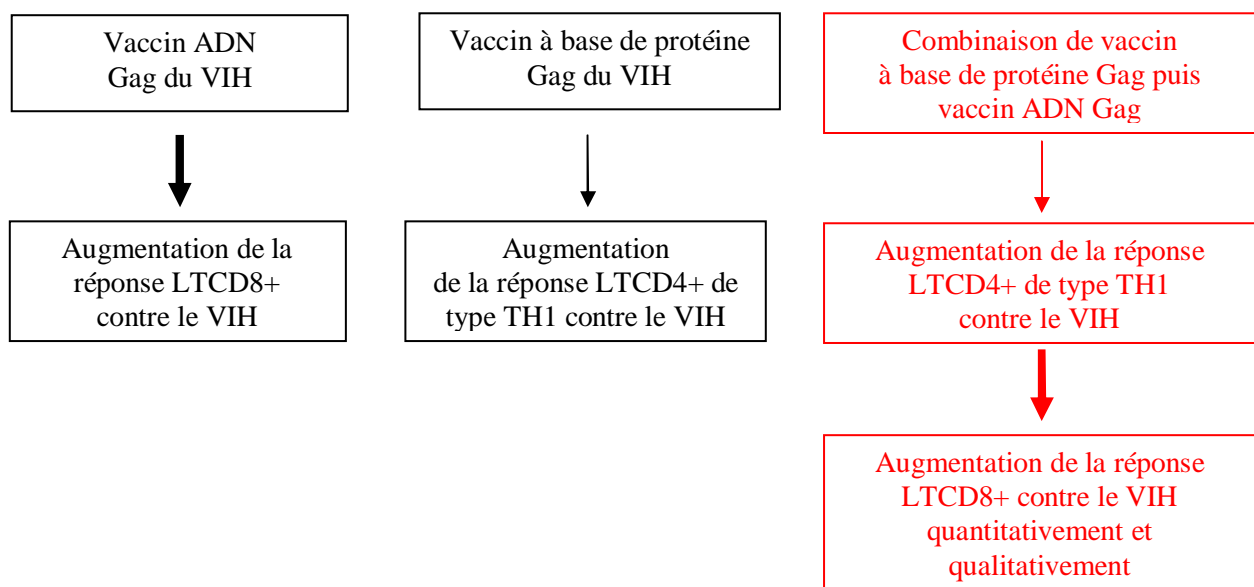 Vaccin ADN
Gag du VIH
Augmentation de la
réponse LTCD8+
contre le VIH
Vaccin à base de protéine
Gag du VIH
Augmentation
de la réponse LTCD4+ de
type TH1 contre le VIH
Combinaison de vaccin
à base de protéine Gag puis
vaccin ADN Gag
Augmentation de la réponse
LTCD4+ de type TH1
contre le VIH
Augmentation de la réponse
LTCD8+ contre le VIH
quantitativement et
qualitativement